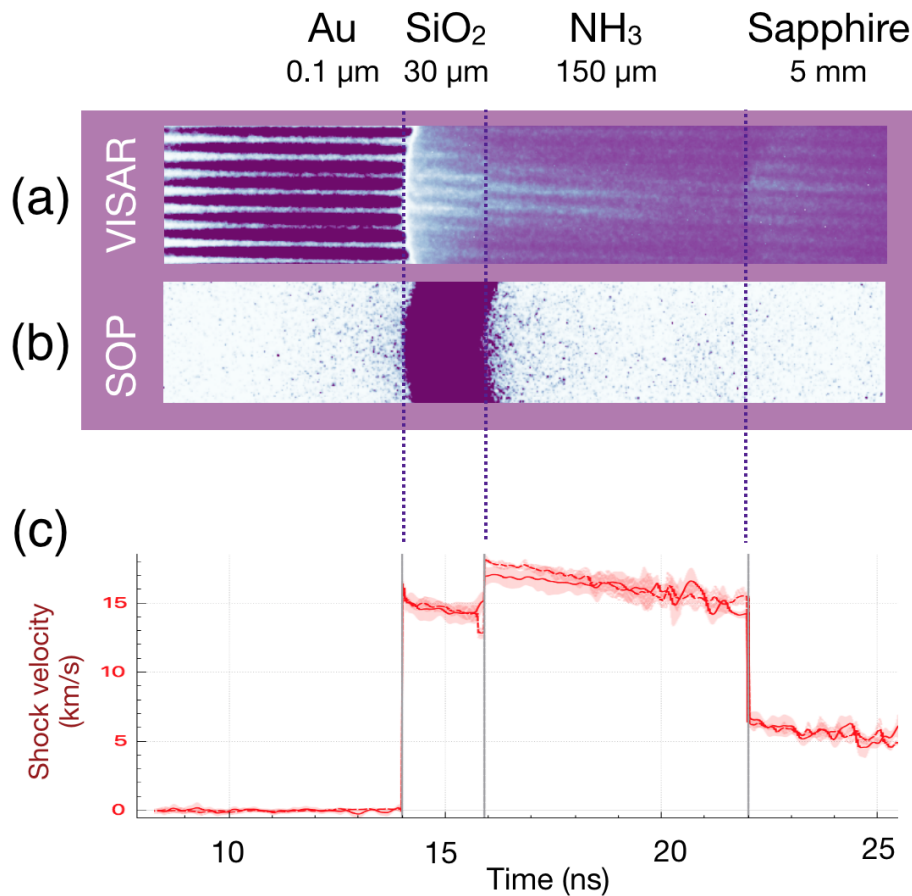 Au SiO₂ NH₃ Sapphire
0.1 µm 30 µm 150 µm 5 mm
(a)
VISAR
(b)
SOP
(c)
Shock velocity
(km/s)
15
10
5
0
10 15 20 25
Time (ns)